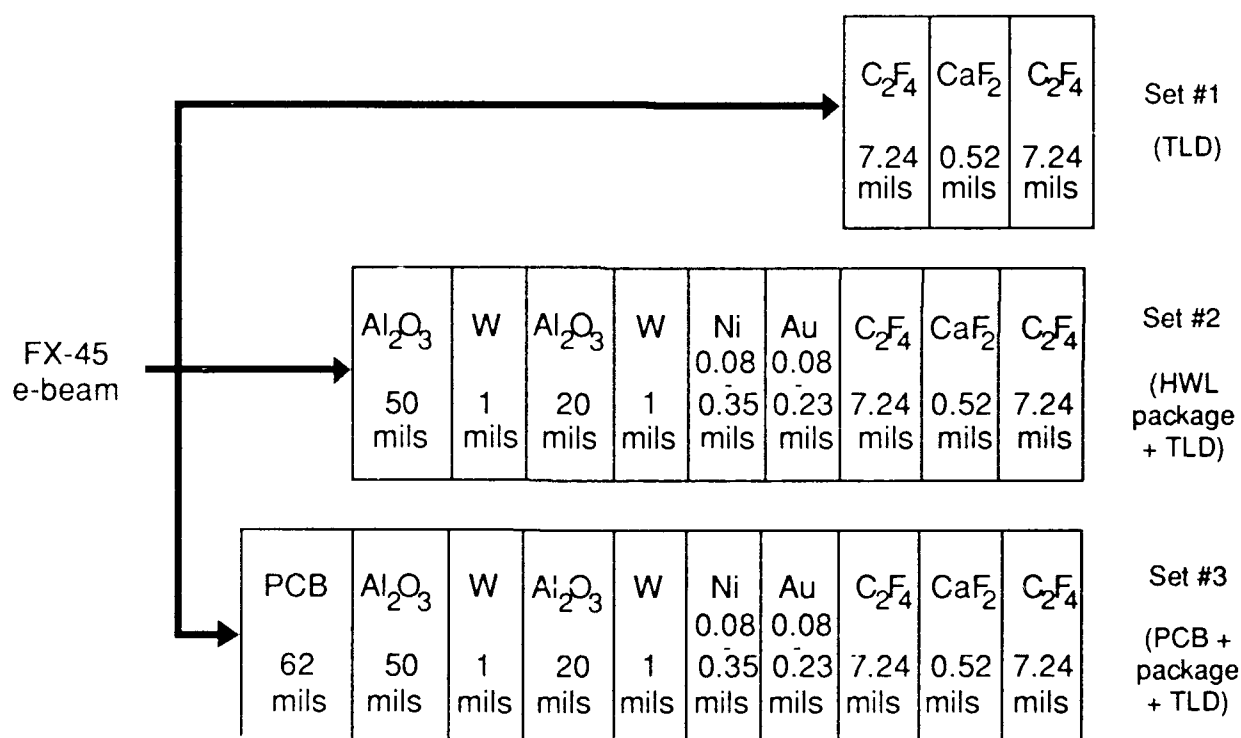 C2F4 CaF2 C2F4
7.24 0.52 7.24
mils mils mils
Set #1
(TLD)
FX-45
e-beam
Al2O3 W Al2O3 W Ni Au C2F4 CaF2 C2F4
0.08 0.08
- -
50 1 20 1 0.35 0.23 7.24 0.52 7.24
mils mils mils mils mils mils mils mils mils
Set #2
(HWL
package
+ TLD)
PCB Al2O3 W Al2O3 W Ni Au C2F4 CaF2 C2F4
0.08 0.08
- -
62 50 1 20 1 0.35 0.23 7.24 0.52 7.24
mils mils mils mils mils mils mils mils mils mils
Set #3
(PCB +
package
+ TLD)